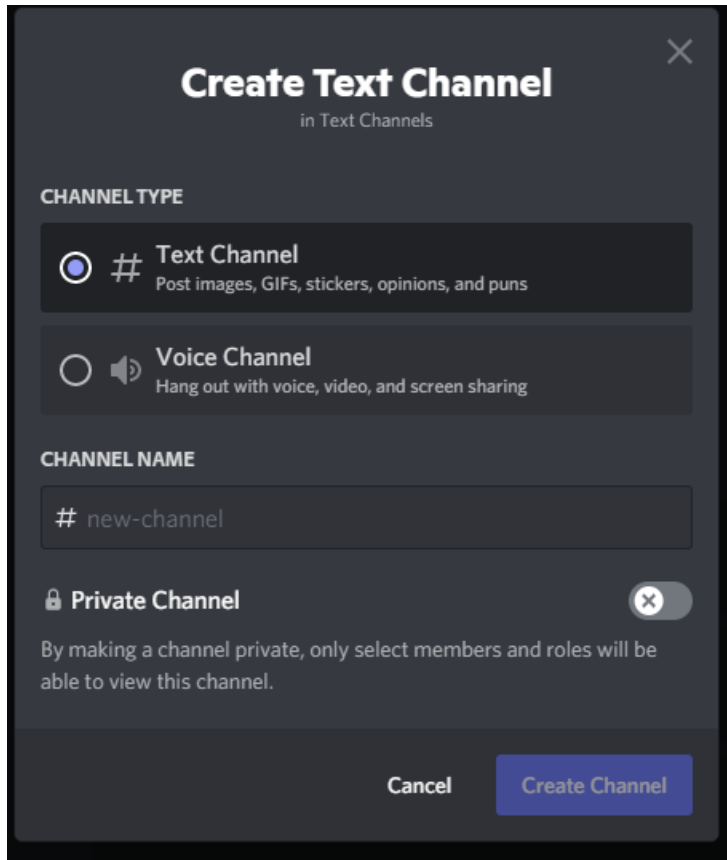 Create Text Channel
in Text Channels
CHANNEL TYPE
# Text Channel
Post images, GIFs, stickers, opinions, and puns
Voice Channel
Hang out with voice, video, and screen sharing
CHANNEL NAME
# new-channel
Private Channel
By making a channel private, only select members and roles will be
able to view this channel.
Cancel
Create Channel